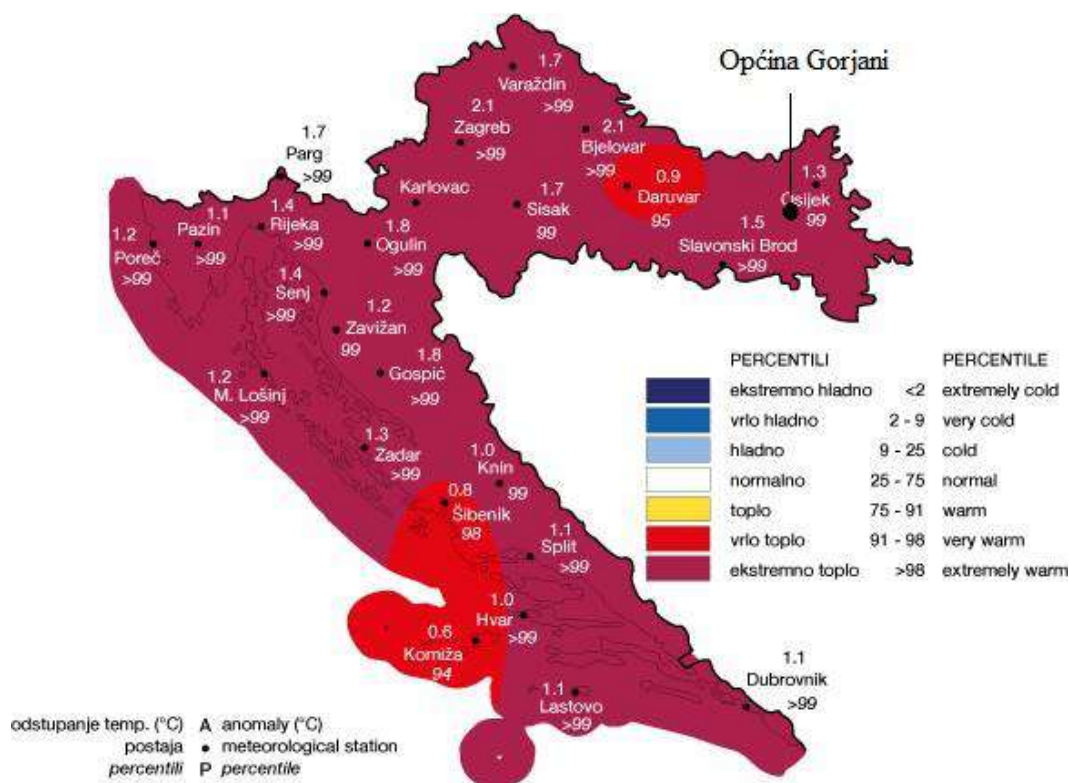 Općina Gorjani
1.7
Varaždin
>99
2.1
Zagreb
>99
2.1
Bjelovar
>99
0.9
Daruvar
95
1.3
Osijek
99
1.7
Parg
>99
Karlovac
1.7
Sisak
99
1.5
Slavonski Brod
>99
1.2
Poreč
>99
1.1
Pazin
>99
1.4
Rijeka
>99
1.8
Ogulin
>99
1.4
Senj
>99
1.2
Zavižan
99
1.8
Gospić
>99
1.2
M. Lošinj
>99
1.3
Zadar
>99
1.0
Knin
99
0.8
Šibenik
98
1.1
Split
>99
1.0
Hvar
>99
0.6
Komiža
94
1.1
Lastovo
>99
1.1
Dubrovnik
>99
PERCENTILI PERCENTILE
ekstremno hladno <2 extremely cold
vrlo hladno 2 - 9 very cold
hladno 9 - 25 cold
normalno 25 - 75 normal
toplo 75 - 91 warm
vrlo toplo 91 - 98 very warm
ekstremno toplo >98 extremely warm
odstupanje temp. (°C) A anomaly (°C)
postaja • meteorological station
percentili P percentile